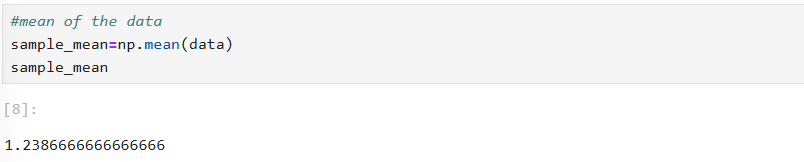 #mean of the data
sample_mean=np.mean(data)
sample_mean
[8]:
1.2386666666666666